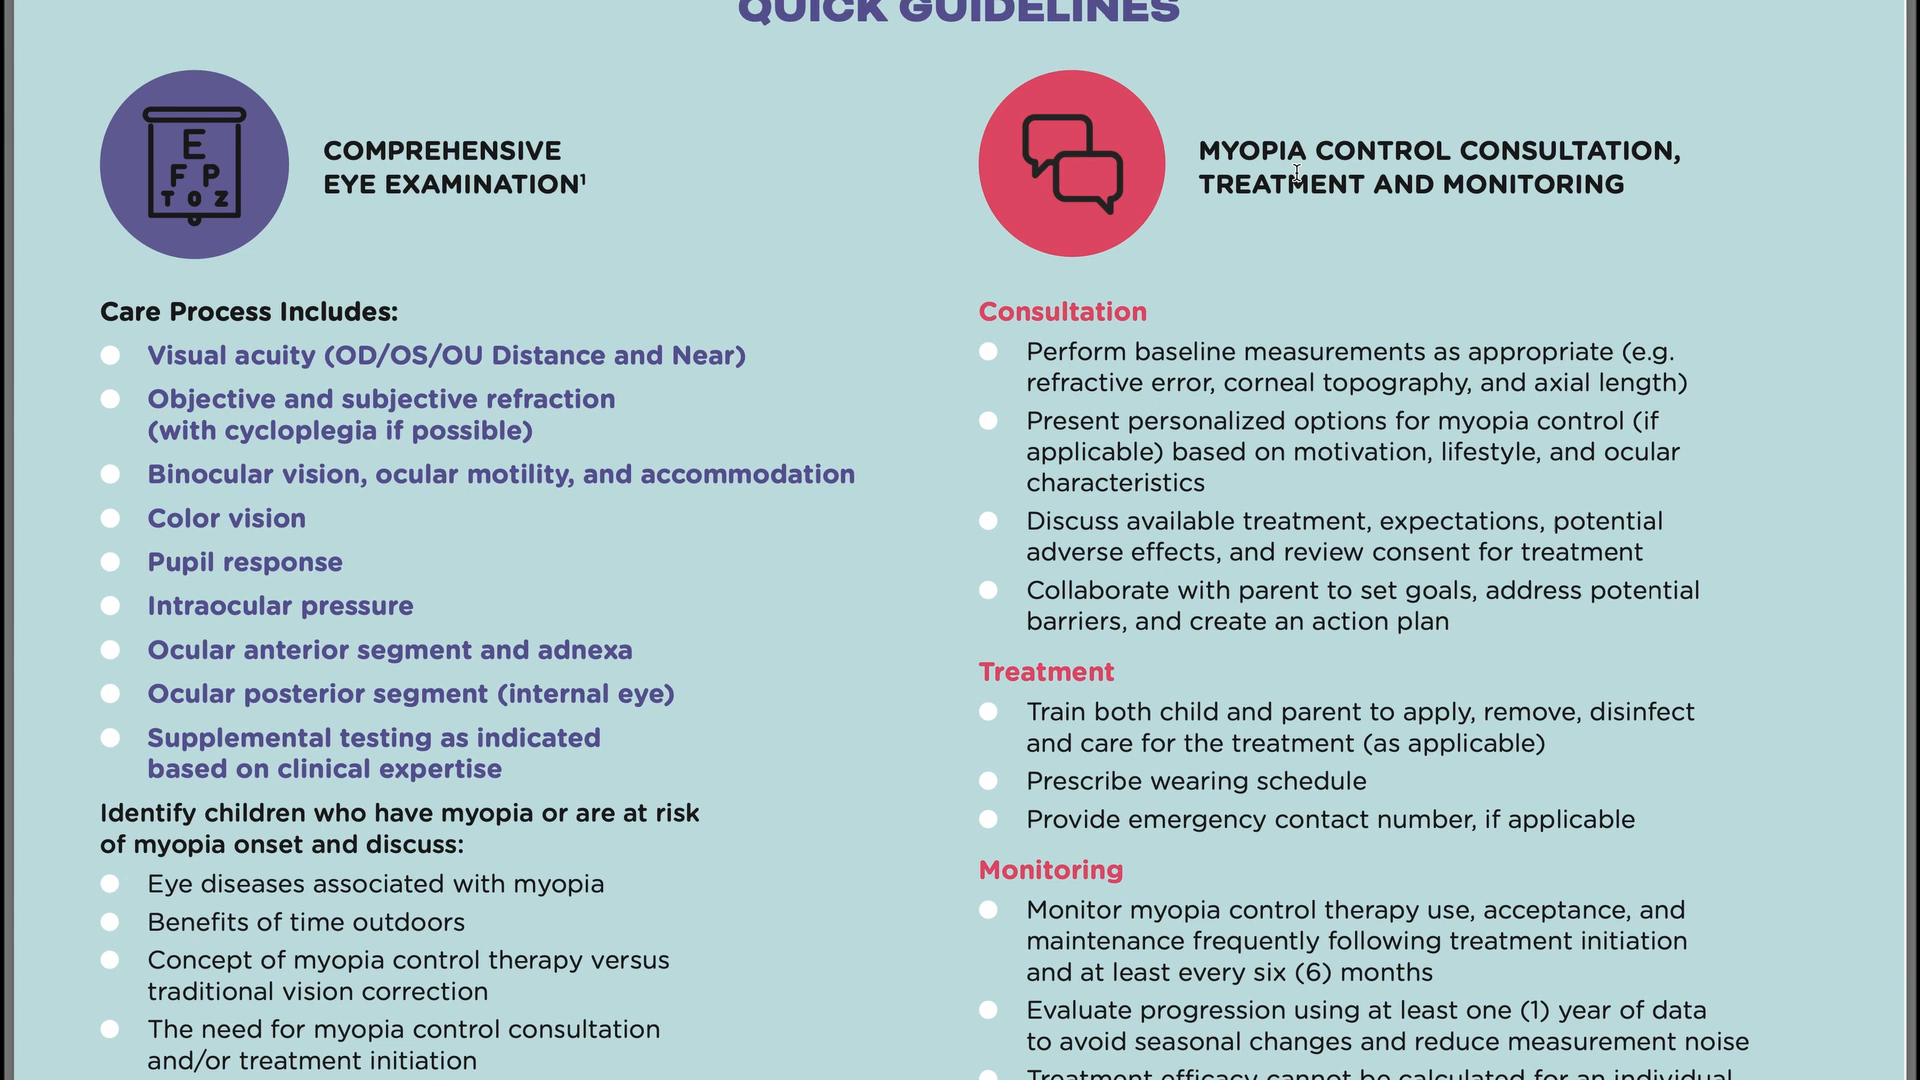 QUICK GUIDELINES
E
F P
T O Z
COMPREHENSIVE
EYE EXAMINATION¹
Care Process Includes:
Visual acuity (OD/OS/OU Distance and Near)
Objective and subjective refraction
(with cycloplegia if possible)
Binocular vision, ocular motility, and accommodation
Color vision
Pupil response
Intraocular pressure
Ocular anterior segment and adnexa
Ocular posterior segment (internal eye)
Supplemental testing as indicated
based on clinical expertise
Identify children who have myopia or are at risk
of myopia onset and discuss:
Eye diseases associated with myopia
Benefits of time outdoors
Concept of myopia control therapy versus
traditional vision correction
The need for myopia control consultation
and/or treatment initiation
MYOPIA CONTROL CONSULTATION,
TREATMENT AND MONITORING
Consultation
Perform baseline measurements as appropriate (e.g.
refractive error, corneal topography, and axial length)
Present personalized options for myopia control (if
applicable) based on motivation, lifestyle, and ocular
characteristics
Discuss available treatment, expectations, potential
adverse effects, and review consent for treatment
Collaborate with parent to set goals, address potential
barriers, and create an action plan
Treatment
Train both child and parent to apply, remove, disinfect
and care for the treatment (as applicable)
Prescribe wearing schedule
Provide emergency contact number, if applicable
Monitoring
Monitor myopia control therapy use, acceptance, and
maintenance frequently following treatment initiation
and at least every six (6) months
Evaluate progression using at least one (1) year of data
to avoid seasonal changes and reduce measurement noise
Treatment efficacy cannot be calculated for an individual